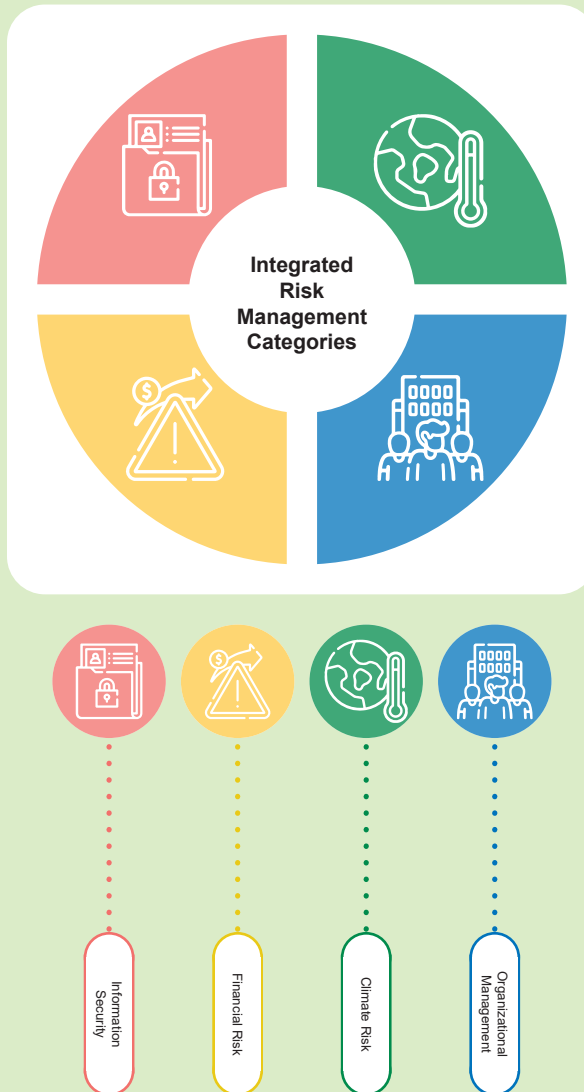 Integrated
Risk
Management
Categories
$
$
Information
Security
Financial Risk
Climate Risk
Organizational
Management